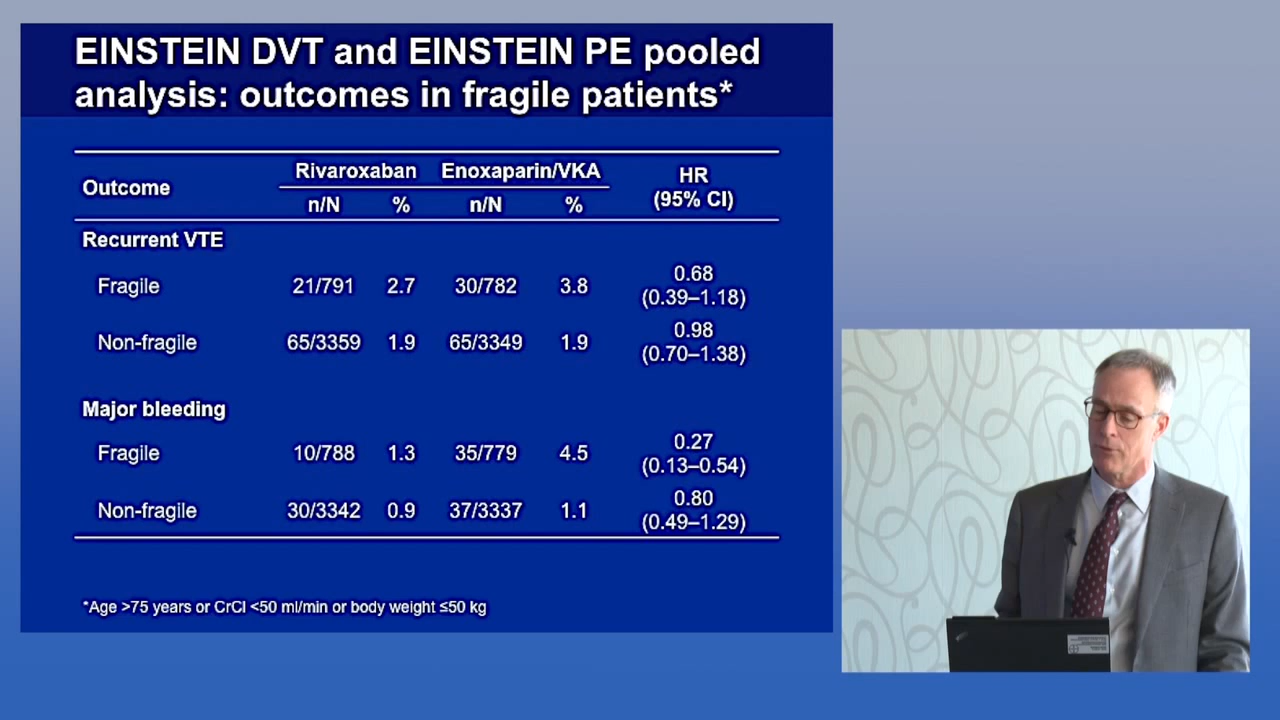 EINSTEIN DVT and EINSTEIN PE pooled
analysis: outcomes in fragile patients*
Outcome Rivaroxaban Enoxaparin/VKA HR
(95% CI)
n/N % n/N %
Recurrent VTE
Fragile 21/791 2.7 30/782 3.8 0.68
(0.39–1.18)
Non-fragile 65/3359 1.9 65/3349 1.9 0.98
(0.70–1.38)
Major bleeding
Fragile 10/788 1.3 35/779 4.5 0.27
(0.13–0.54)
Non-fragile 30/3342 0.9 37/3337 1.1 0.80
(0.49–1.29)
*Age >75 years or CrCl <50 ml/min or body weight ≤50 kg